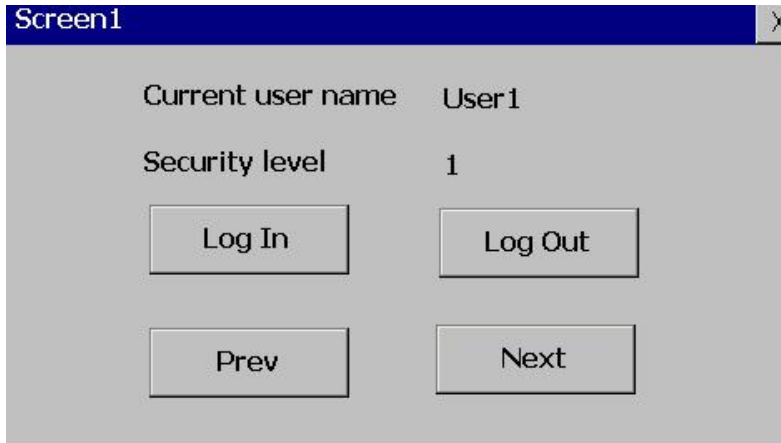 Screen1
Current user name User1
Security level 1
Log In Log Out
Prev Next